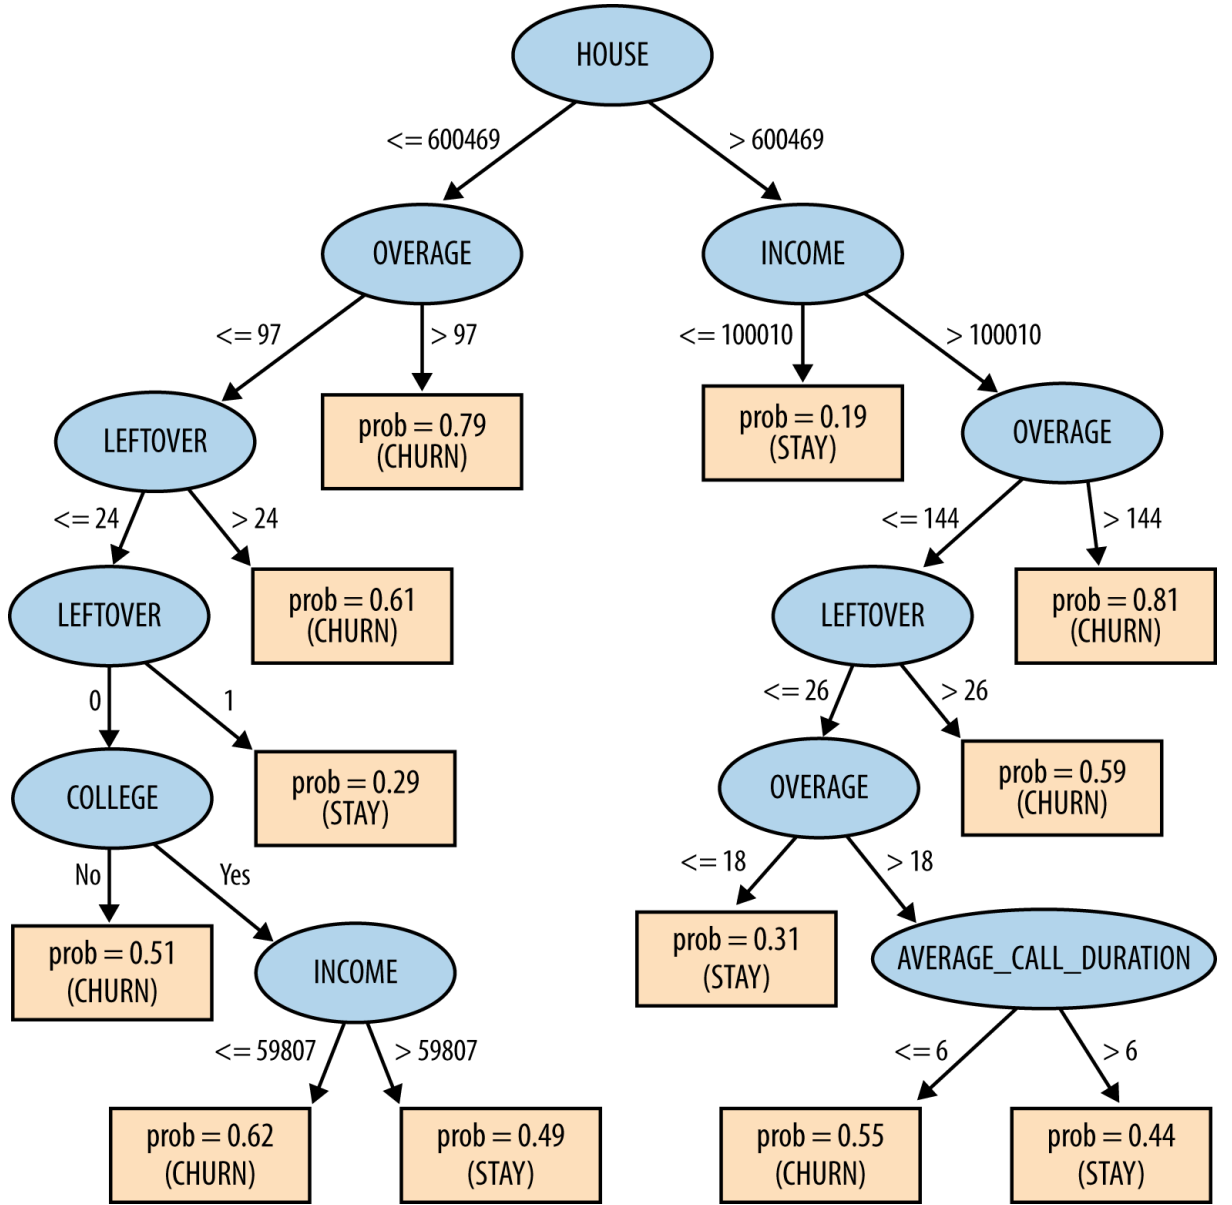 HOUSE
<= 600469
> 600469
OVERAGE
INCOME
<= 97
> 97
<= 100010
> 100010
LEFTOVER
prob = 0.79
(CHURN)
prob = 0.19
(STAY)
OVERAGE
<= 24
> 24
<= 144
> 144
LEFTOVER
prob = 0.61
(CHURN)
LEFTOVER
prob = 0.81
(CHURN)
0
1
<= 26
> 26
COLLEGE
prob = 0.29
(STAY)
OVERAGE
prob = 0.59
(CHURN)
No
Yes
<= 18
> 18
prob = 0.51
(CHURN)
INCOME
prob = 0.31
(STAY)
AVERAGE_CALL_DURATION
<= 59807
> 59807
<= 6
> 6
prob = 0.62
(CHURN)
prob = 0.49
(STAY)
prob = 0.55
(CHURN)
prob = 0.44
(STAY)